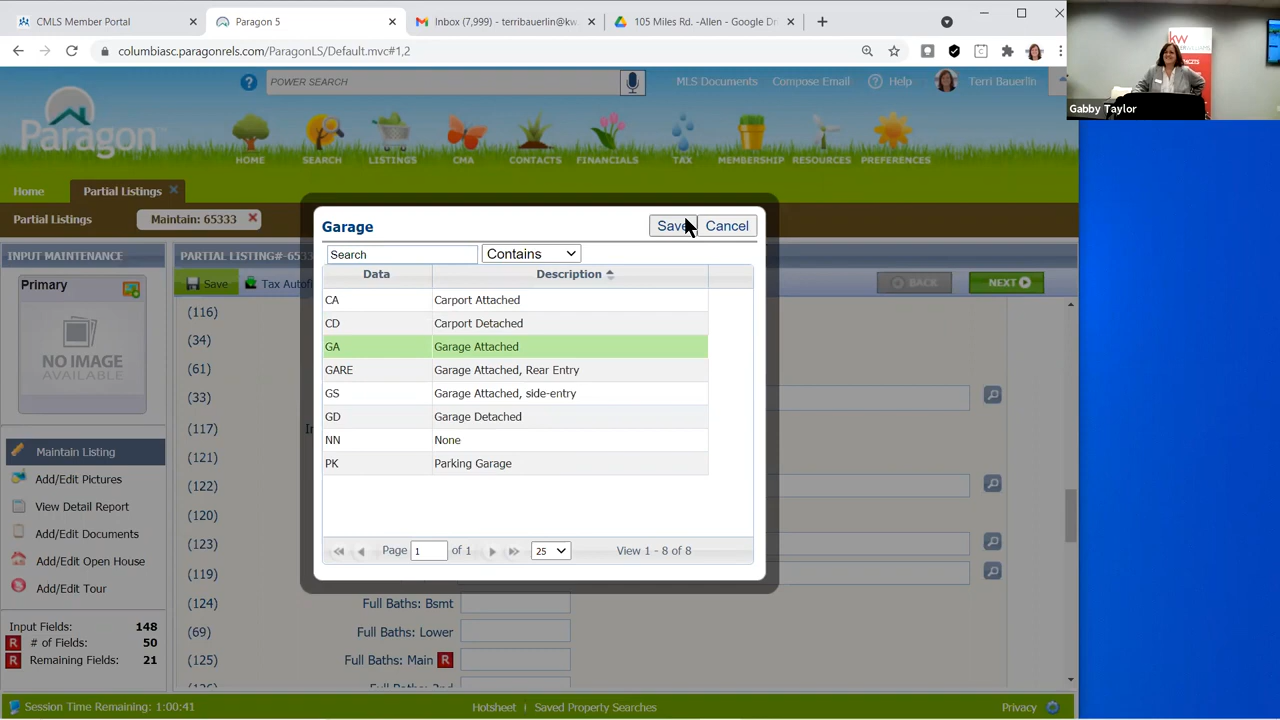 CMLS Member Portal
Paragon 5
Inbox (7,999) - terribauerlin@kw.
105 Miles Rd. -Allen - Google Dri
columbiasc.paragonrels.com/ParagonLS/Default.mvc#1,2
POWER SEARCH
MLS Documents
Compose Email
Help
Terri Bauerlin
kw
Gabby Taylor
Paragon
HOME
SEARCH
LISTINGS
CMA
CONTACTS
FINANCIALS
TAX
MEMBERSHIP
RESOURCES
PREFERENCES
Home
Partial Listings
Partial Listings
Maintain: 65333
INPUT MAINTENANCE
PARTIAL LISTING#-653
Primary
NO IMAGE
AVAILABLE
Save
Tax Autofi
BACK
NEXT
Garage
Save
Cancel
Search
Contains
Data
Description
CA
Carport Attached
CD
Carport Detached
GA
Garage Attached
GARE
Garage Attached, Rear Entry
GS
Garage Attached, side-entry
GD
Garage Detached
NN
None
PK
Parking Garage
Page 1 of 1
25
View 1 - 8 of 8
(116)
(34)
(61)
(33)
(117)
(121)
(122)
(120)
(123)
(119)
(124)
Full Baths: Bsmt
(69)
Full Baths: Lower
(125)
Full Baths: Main R
Maintain Listing
Add/Edit Pictures
View Detail Report
Add/Edit Documents
Add/Edit Open House
Add/Edit Tour
Input Fields: 148
R # of Fields: 50
R Remaining Fields: 21
Session Time Remaining: 1:00:41
Hotsheet
Saved Property Searches
Privacy